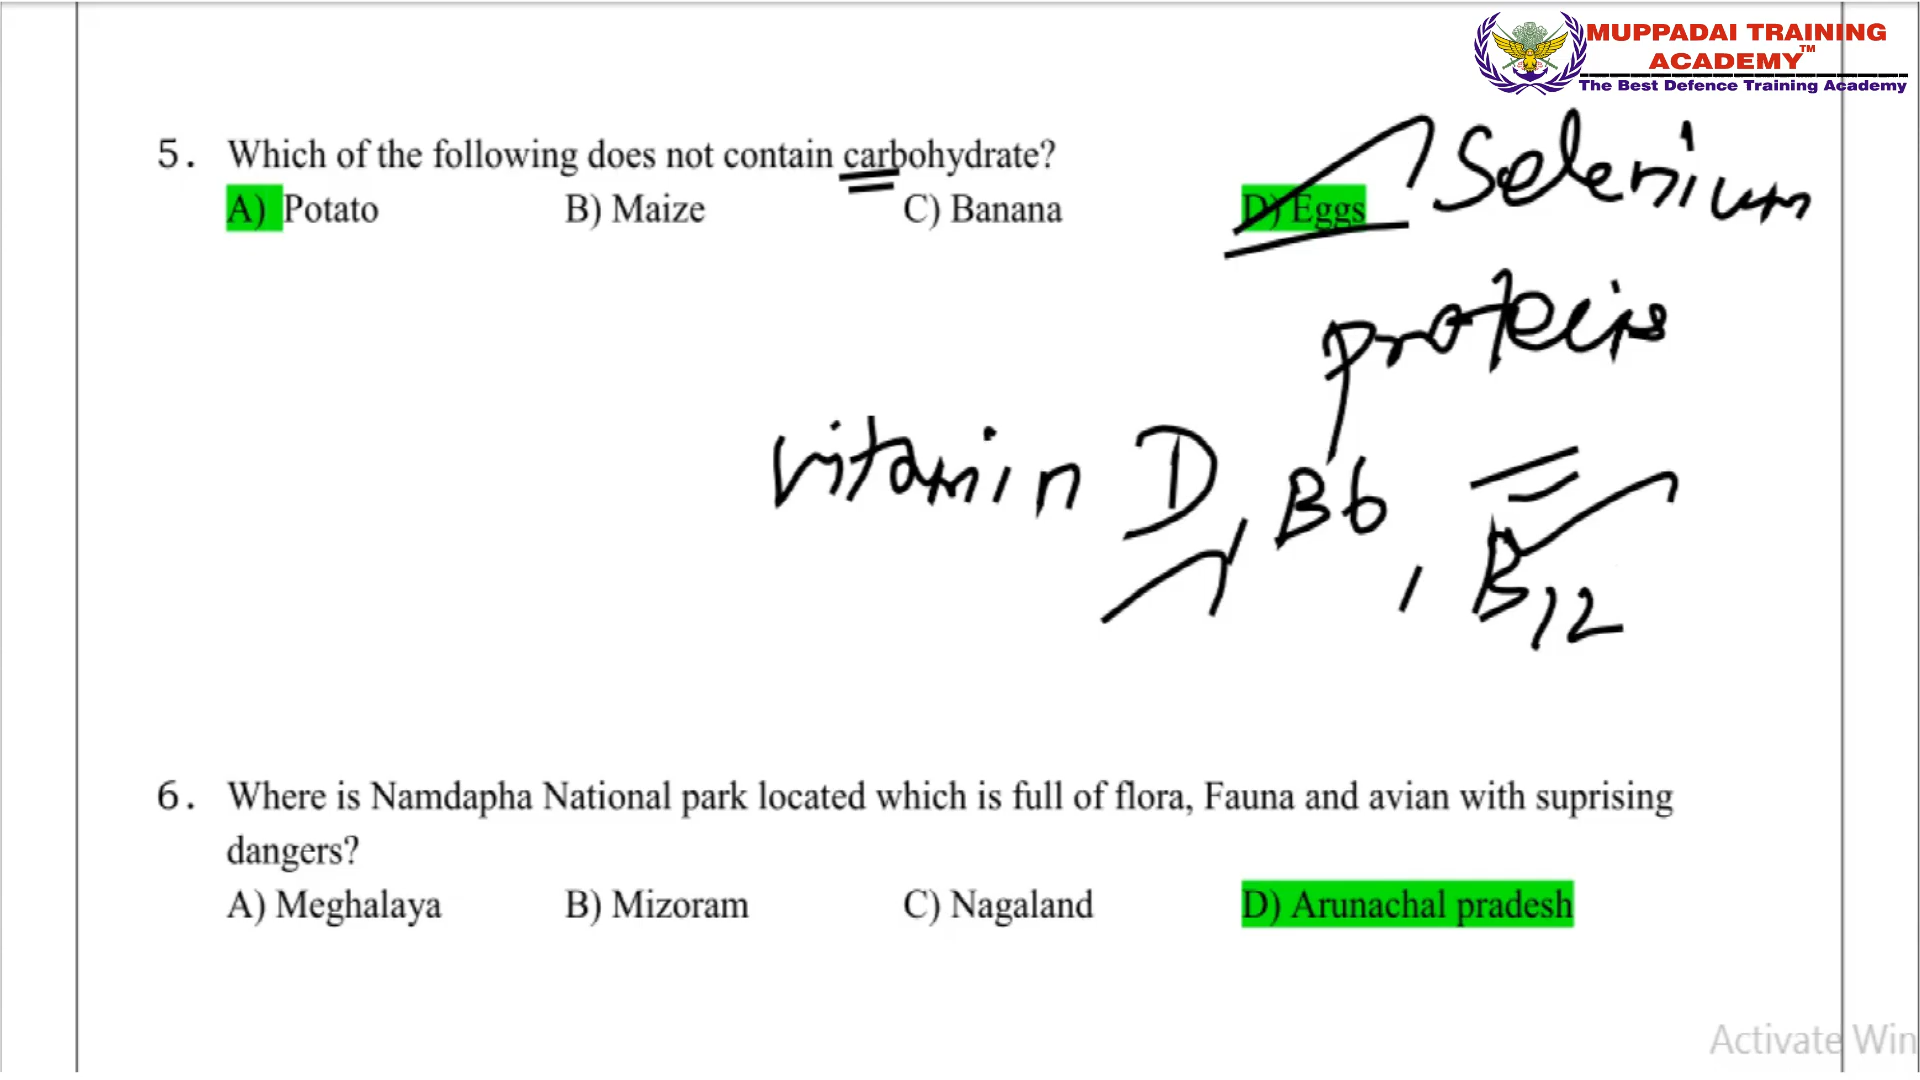 MUPPADAI TRAINING
ACADEMY™
The Best Defence Training Academy
5. Which of the following does not contain carbohydrate?
A) Potato B) Maize C) Banana D) Eggs
Selenium
proteins
vitamin D, B6, B12
6. Where is Namdapha National park located which is full of flora, Fauna and avian with suprising
dangers?
A) Meghalaya B) Mizoram C) Nagaland D) Arunachal pradesh
Activate Win